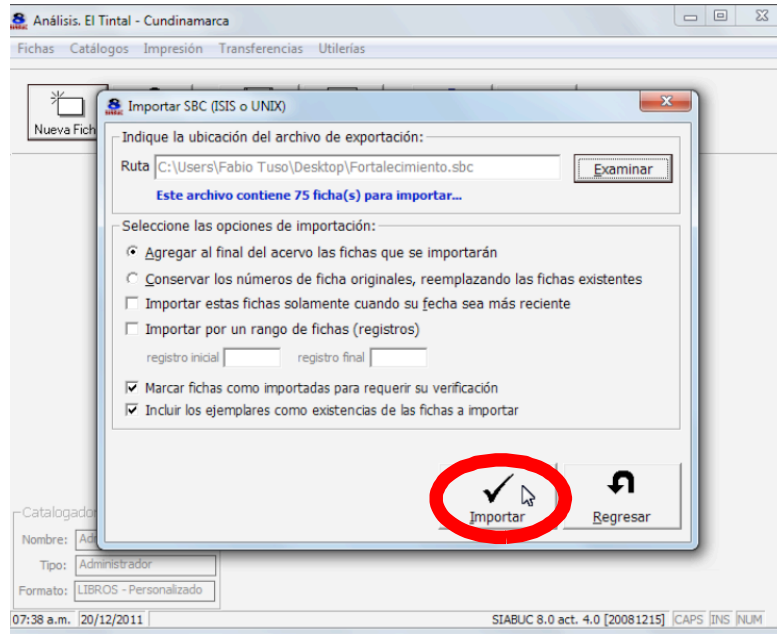 Análisis. El Tintal - Cundinamarca
Fichas Catálogos Impresión Transferencias Utilerías
Nueva Fich
Importar SBC (ISIS o UNIX)
Indique la ubicación del archivo de exportación:
Ruta C:\Users\Fabio Tuso\Desktop\Fortalecimiento.sbc Examinar
Este archivo contiene 75 ficha(s) para importar...
Seleccione las opciones de importación:
Agregar al final del acervo las fichas que se importarán
Conservar los números de ficha originales, reemplazando las fichas existentes
Importar estas fichas solamente cuando su fecha sea más reciente
Importar por un rango de fichas (registros)
registro inicial registro final
Marcar fichas como importadas para requerir su verificación
Incluir los ejemplares como existencias de las fichas a importar
Importar Regresar
Catalogador
Nombre: Adm
Tipo: Administrador
Formato: LIBROS - Personalizado
07:38 a.m. 20/12/2011 SIABUC 8.0 act. 4.0 [20081215] CAPS INS NUM